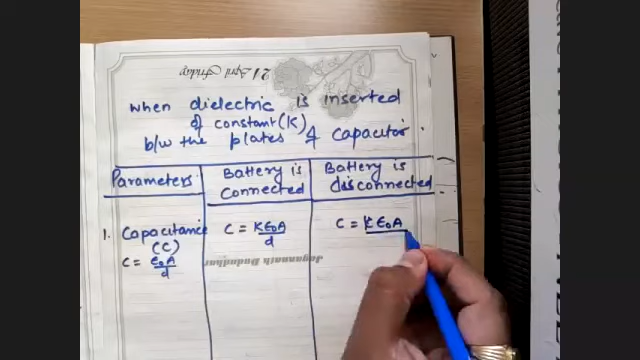 21 April Friday
when dielectric is inserted
of constant (K)
b/w the plates of capacitor.
Parameters
Battery is connected
Battery is disconnected
1. Capacitance (C)
C = ε₀A / d
C = Kε₀A / d
C = Kε₀A
Jagannath